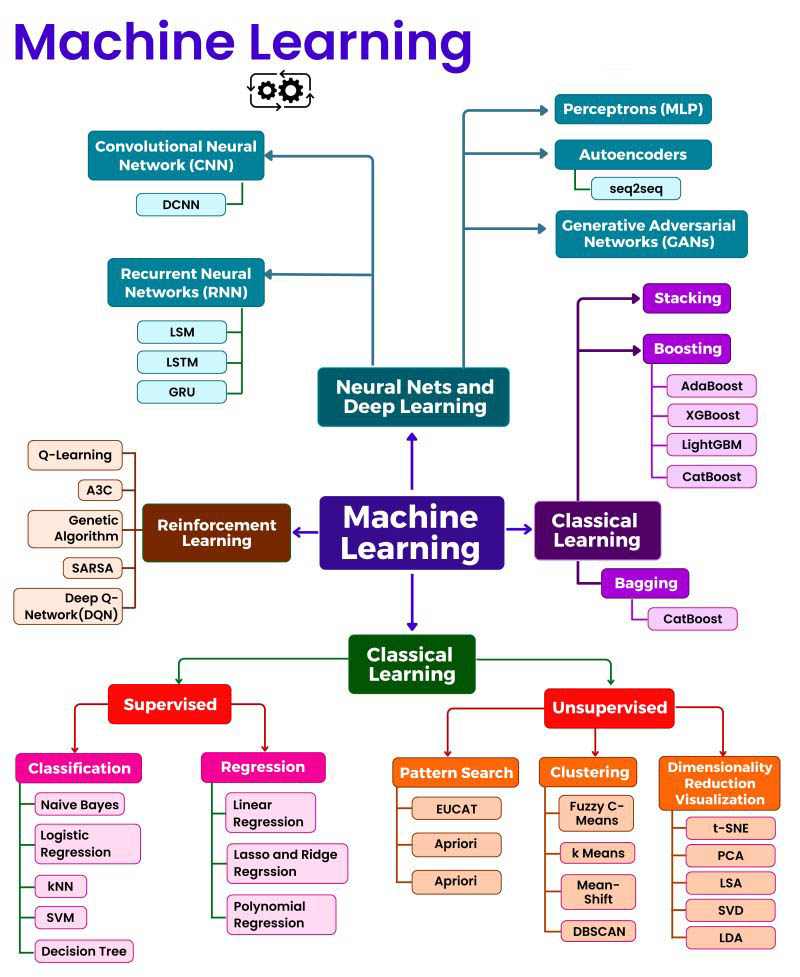 Machine Learning
Perceptrons (MLP)
Autoencoders
seq2seq
Generative Adversarial
Networks (GANs)
Convolutional Neural
Network (CNN)
DCNN
Recurrent Neural
Networks (RNN)
LSM
LSTM
GRU
Neural Nets and
Deep Learning
Stacking
Boosting
AdaBoost
XGBoost
LightGBM
CatBoost
Q-Learning
A3C
Genetic
Algorithm
SARSA
Deep Q-
Network(DQN)
Reinforcement
Learning
Machine
Learning
Classical
Learning
Bagging
CatBoost
Classical
Learning
Supervised
Unsupervised
Classification
Naive Bayes
Logistic
Regression
kNN
SVM
Decision Tree
Regression
Linear
Regression
Lasso and Ridge
Regrssion
Polynomial
Regression
Pattern Search
EUCAT
Apriori
Apriori
Clustering
Fuzzy C-
Means
k Means
Mean-
Shift
DBSCAN
Dimensionality
Reduction
Visualization
t-SNE
PCA
LSA
SVD
LDA